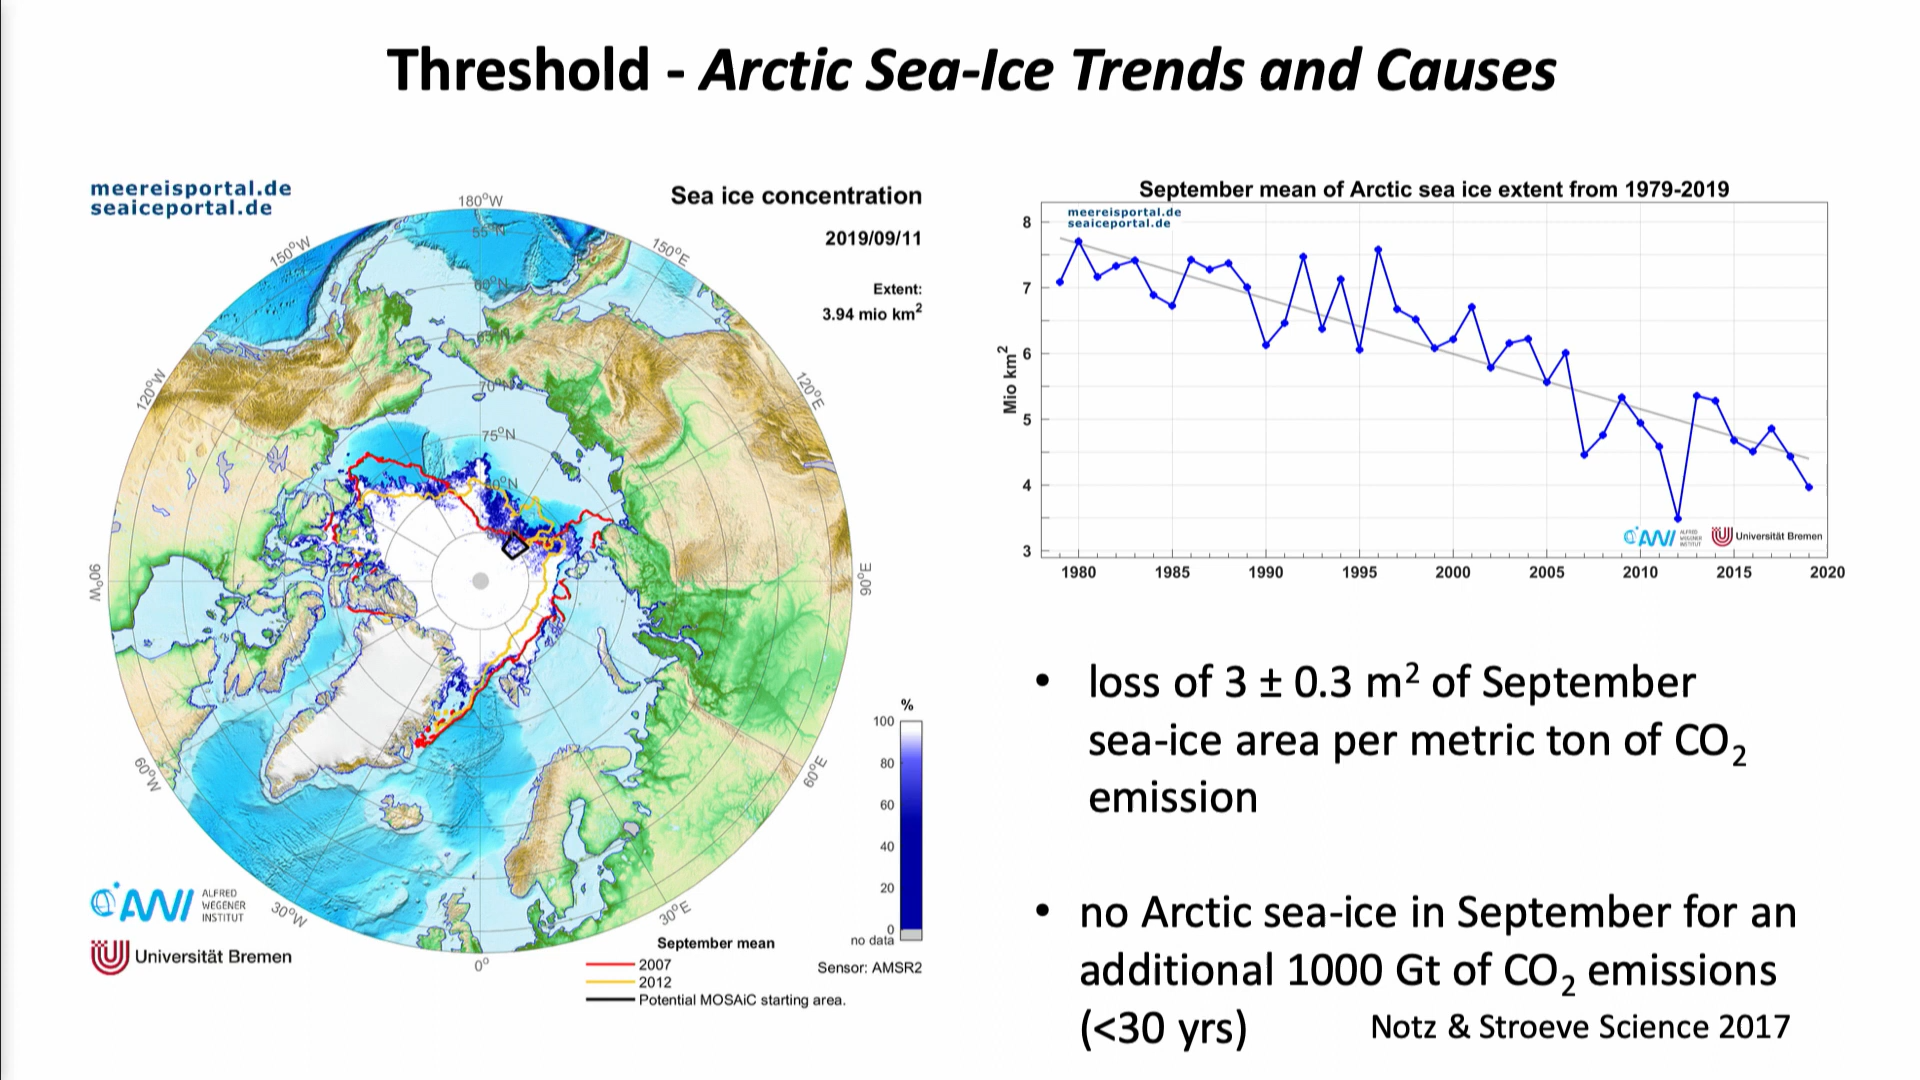 Threshold - Arctic Sea-Ice Trends and Causes
meereisportal.de
seaiceportal.de
Sea ice concentration
2019/09/11
Extent:
3.94 mio km²
180°W
150°W
150°E
120°W
120°E
90°W
90°E
60°W
60°E
30°W
30°E
0°
55°N
60°N
70°N
75°N
%
100
80
60
40
20
0
no data
Sensor: AMSR2
ALFRED
WEGENER
INSTITUT
Universität Bremen
September mean
2007
2012
Potential MOSAiC starting area.
September mean of Arctic sea ice extent from 1979-2019
meereisportal.de
seaiceportal.de
Mio km²
8
7
6
5
4
3
1980 1985 1990 1995 2000 2005 2010 2015 2020
AWI
ALFRED
WEGENER
INSTITUT
Universität Bremen
• loss of 3 ± 0.3 m² of September
sea-ice area per metric ton of CO₂
emission
• no Arctic sea-ice in September for an
additional 1000 Gt of CO₂ emissions
(<30 yrs)
Notz & Stroeve Science 2017